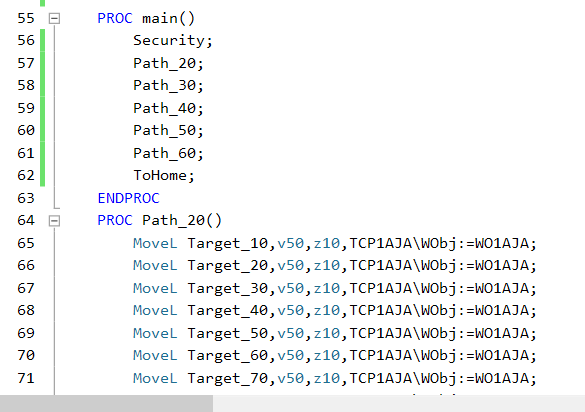 55 PROC main()
56 Security;
57 Path_20;
58 Path_30;
59 Path_40;
60 Path_50;
61 Path_60;
62 ToHome;
63 ENDPROC
64 PROC Path_20()
65 MoveL Target_10,v50,z10,TCP1AJA\WObj:=WO1AJA;
66 MoveL Target_20,v50,z10,TCP1AJA\WObj:=WO1AJA;
67 MoveL Target_30,v50,z10,TCP1AJA\WObj:=WO1AJA;
68 MoveL Target_40,v50,z10,TCP1AJA\WObj:=WO1AJA;
69 MoveL Target_50,v50,z10,TCP1AJA\WObj:=WO1AJA;
70 MoveL Target_60,v50,z10,TCP1AJA\WObj:=WO1AJA;
71 MoveL Target_70,v50,z10,TCP1AJA\WObj:=WO1AJA;